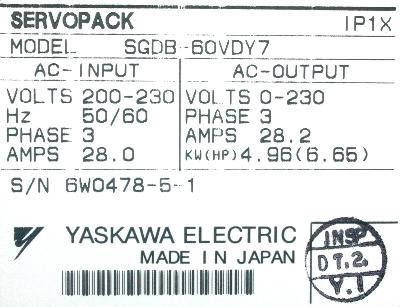 SERVOPACK IP1X
MODEL SGDB-60VDY7
AC-INPUT AC-OUTPUT
VOLTS 200-230 VOLTS 0-230
Hz 50/60 PHASE 3
PHASE 3 AMPS 28.2
AMPS 28.0 KW(HP)4.96(6.65)
S/N 6W0478-5-1
YASKAWA ELECTRIC
MADE IN JAPAN
INSP
Y.I